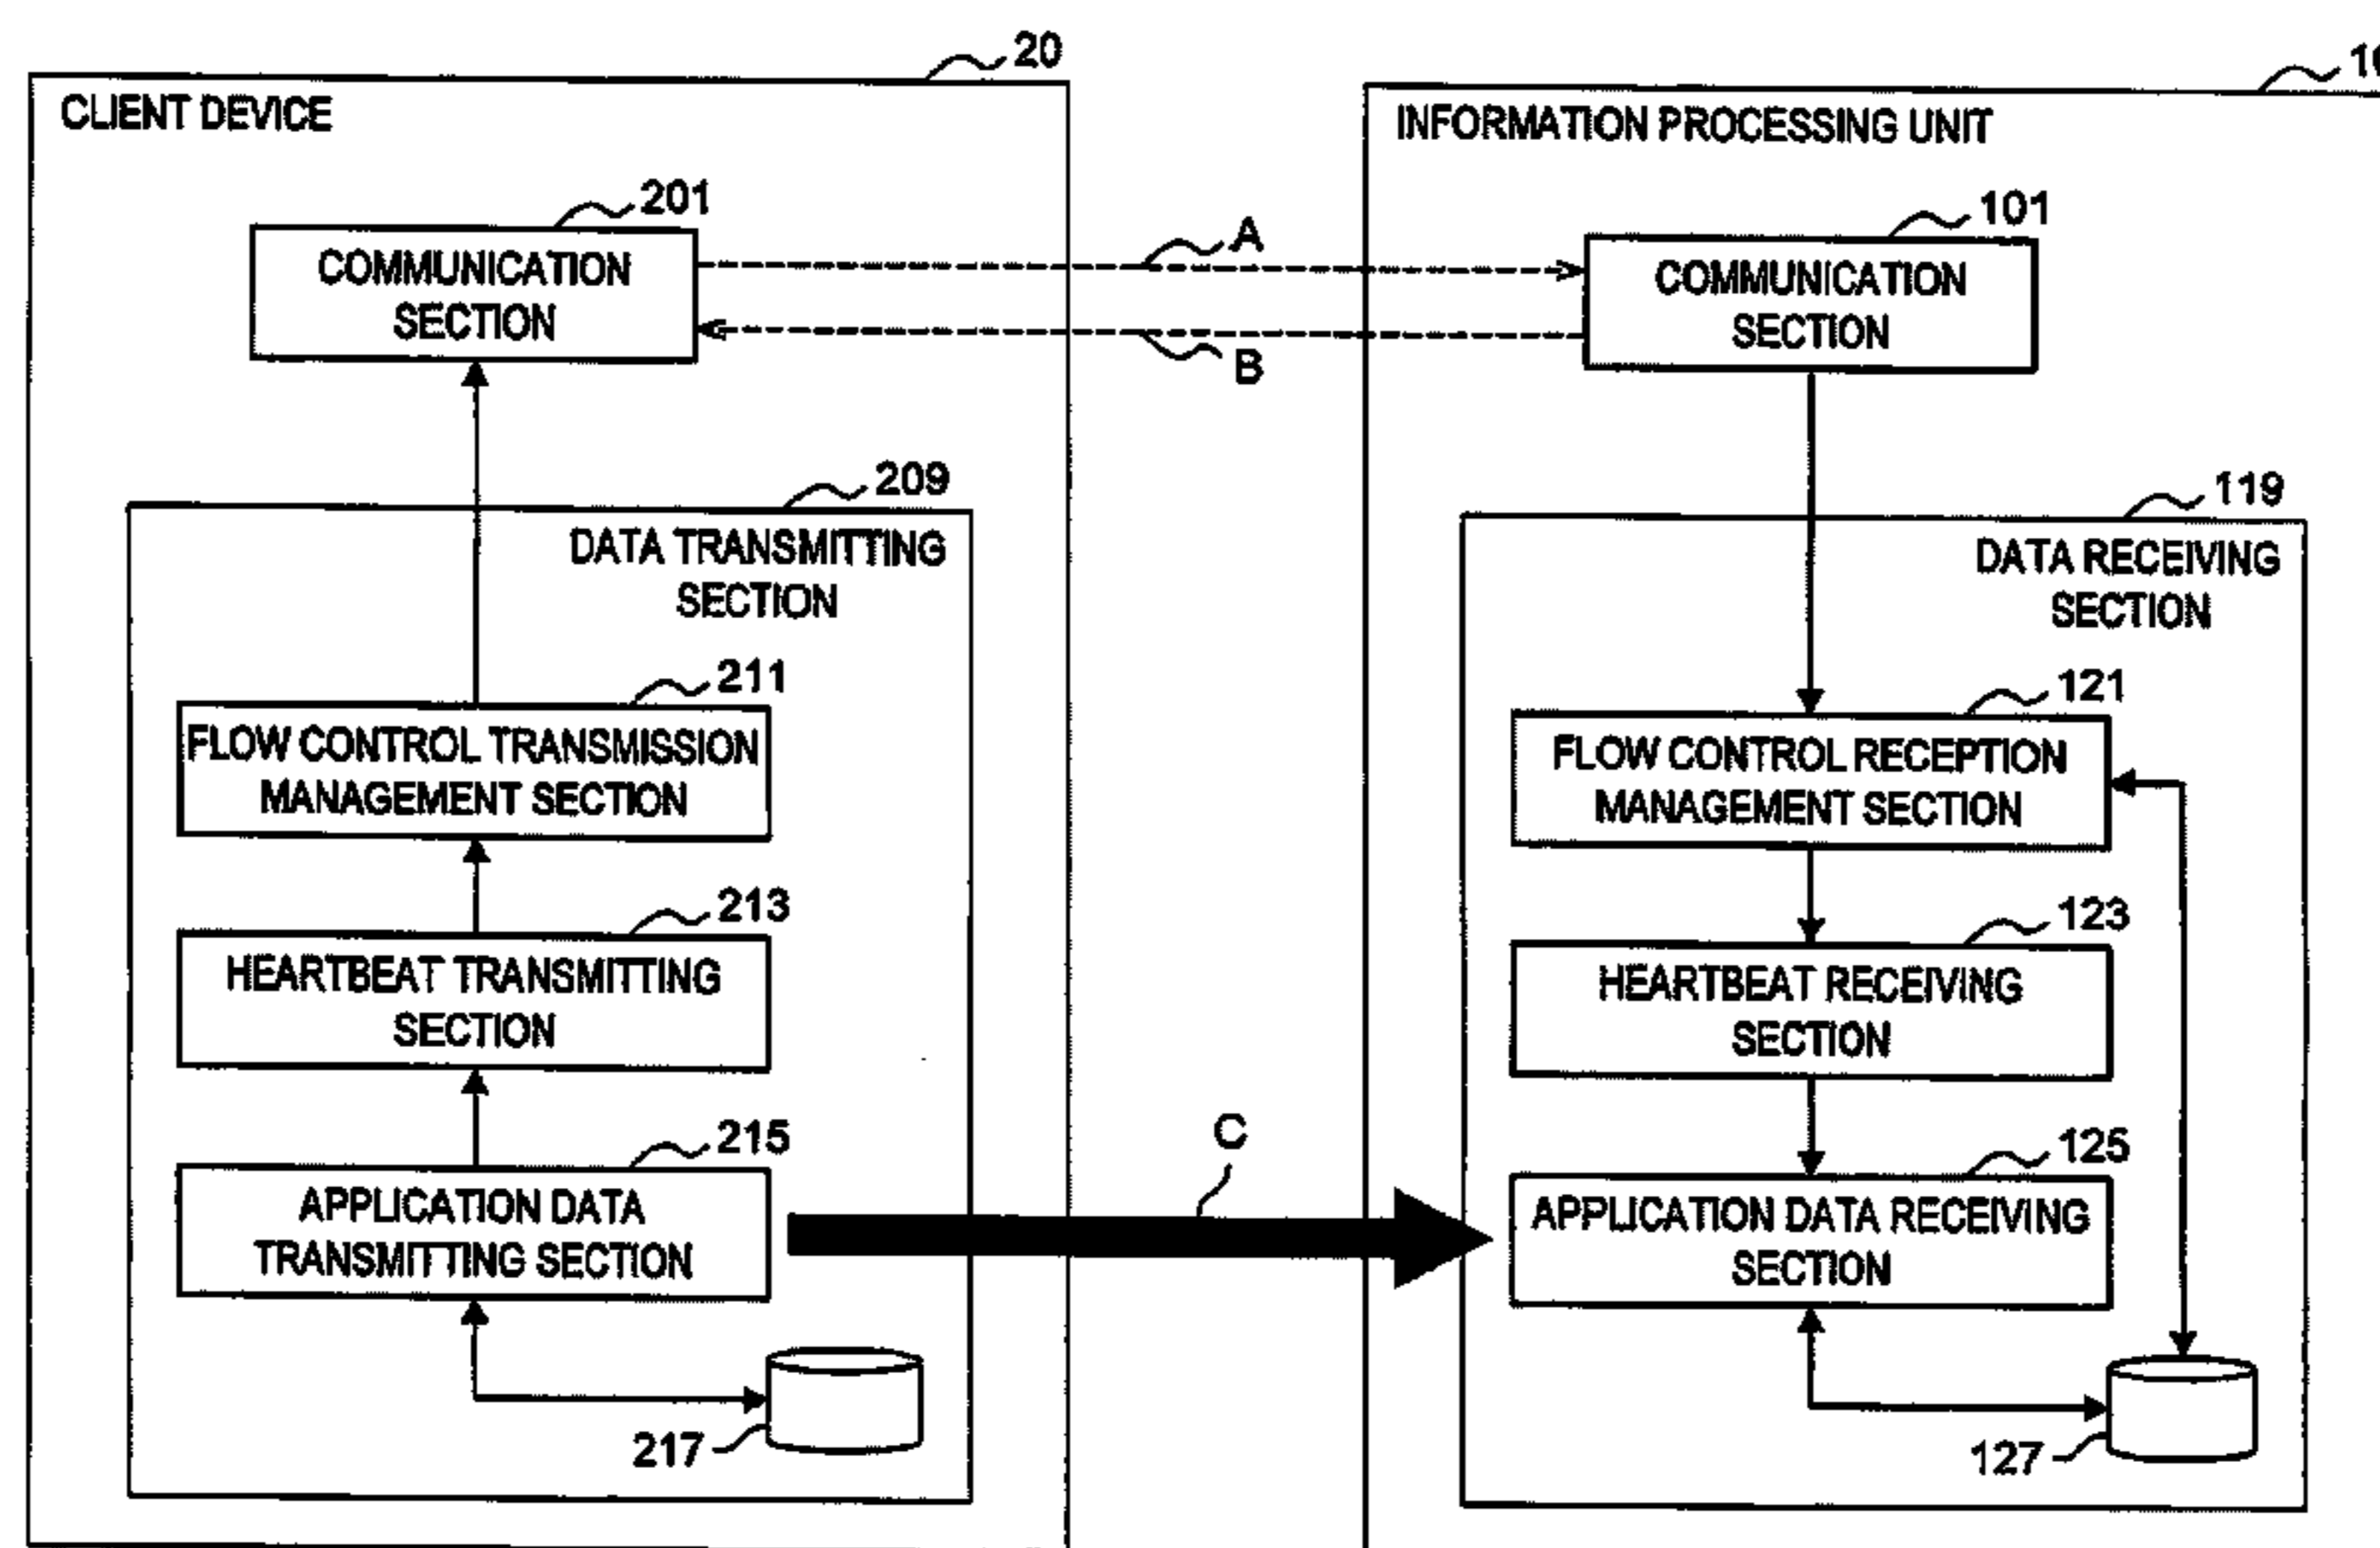 20
CLIENT DEVICE
201
COMMUNICATION
SECTION
A
B
209
DATA TRANSMITTING
SECTION
211
FLOW CONTROL TRANSMISSION
MANAGEMENT SECTION
213
HEARTBEAT TRANSMITTING
SECTION
215
APPLICATION DATA
TRANSMITTING SECTION
217
C
INFORMATION PROCESSING UNIT
101
COMMUNICATION
SECTION
119
DATA RECEIVING
SECTION
121
FLOW CONTROL RECEPTION
MANAGEMENT SECTION
123
HEARTBEAT RECEIVING
SECTION
125
APPLICATION DATA RECEIVING
SECTION
127